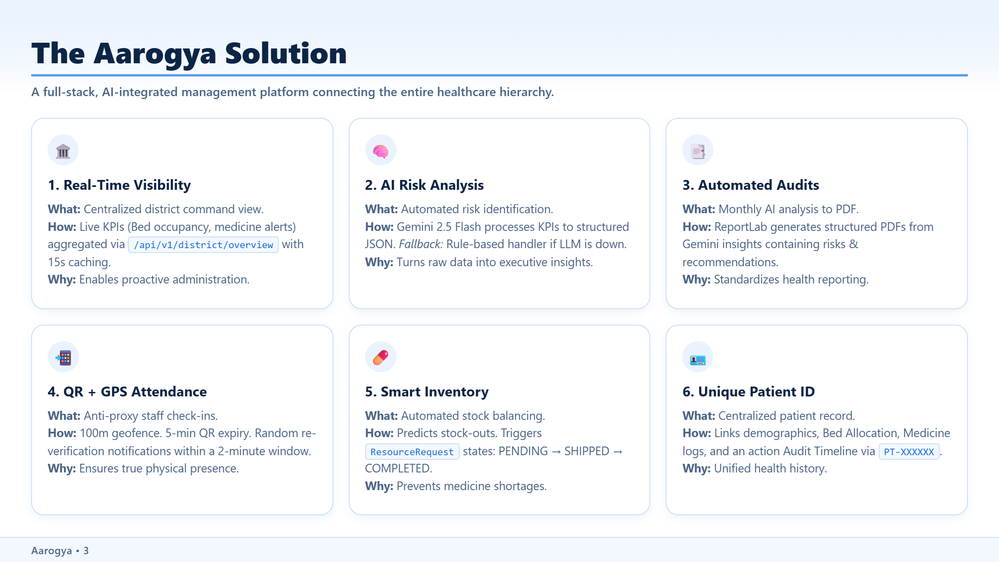 The Aarogya Solution
A full-stack, AI-integrated management platform connecting the entire healthcare hierarchy.
1. Real-Time Visibility
What: Centralized district command view.
How: Live KPIs (Bed occupancy, medicine alerts)
aggregated via /api/v1/district/overview with
15s caching.
Why: Enables proactive administration.
2. AI Risk Analysis
What: Automated risk identification.
How: Gemini 2.5 Flash processes KPIs to structured
JSON. Fallback: Rule-based handler if LLM is down.
Why: Turns raw data into executive insights.
3. Automated Audits
What: Monthly AI analysis to PDF.
How: ReportLab generates structured PDFs from
Gemini insights containing risks &
recommendations.
Why: Standardizes health reporting.
4. QR + GPS Attendance
What: Anti-proxy staff check-ins.
How: 100m geofence. 5-min QR expiry. Random re-
verification notifications within a 2-minute window.
Why: Ensures true physical presence.
5. Smart Inventory
What: Automated stock balancing.
How: Predicts stock-outs. Triggers
ResourceRequest states: PENDING → SHIPPED →
COMPLETED.
Why: Prevents medicine shortages.
6. Unique Patient ID
What: Centralized patient record.
How: Links demographics, Bed Allocation, Medicine
logs, and an action Audit Timeline via PT-XXXXXX.
Why: Unified health history.
Aarogya • 3